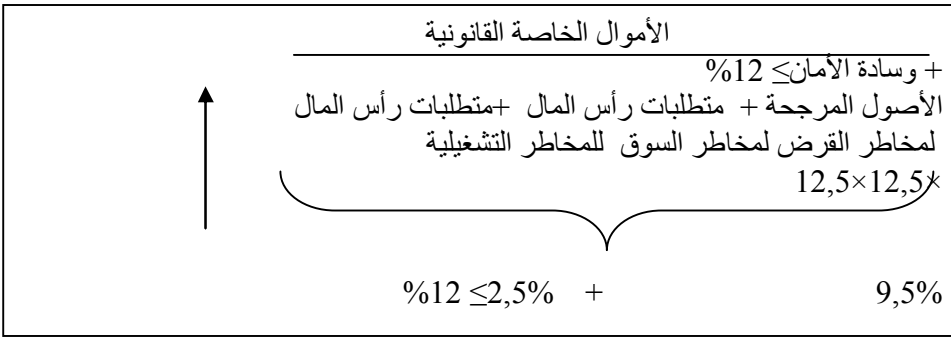 الأموال الخاصة القانونية
+ وسادة الأمان≥ 12%
الأصول المرجحة + متطلبات رأس المال +متطلبات رأس المال
لمخاطر القرض لمخاطر السوق للمخاطر التشغيلية
×12,5×12,5
9,5% + 2,5%≥ 12%